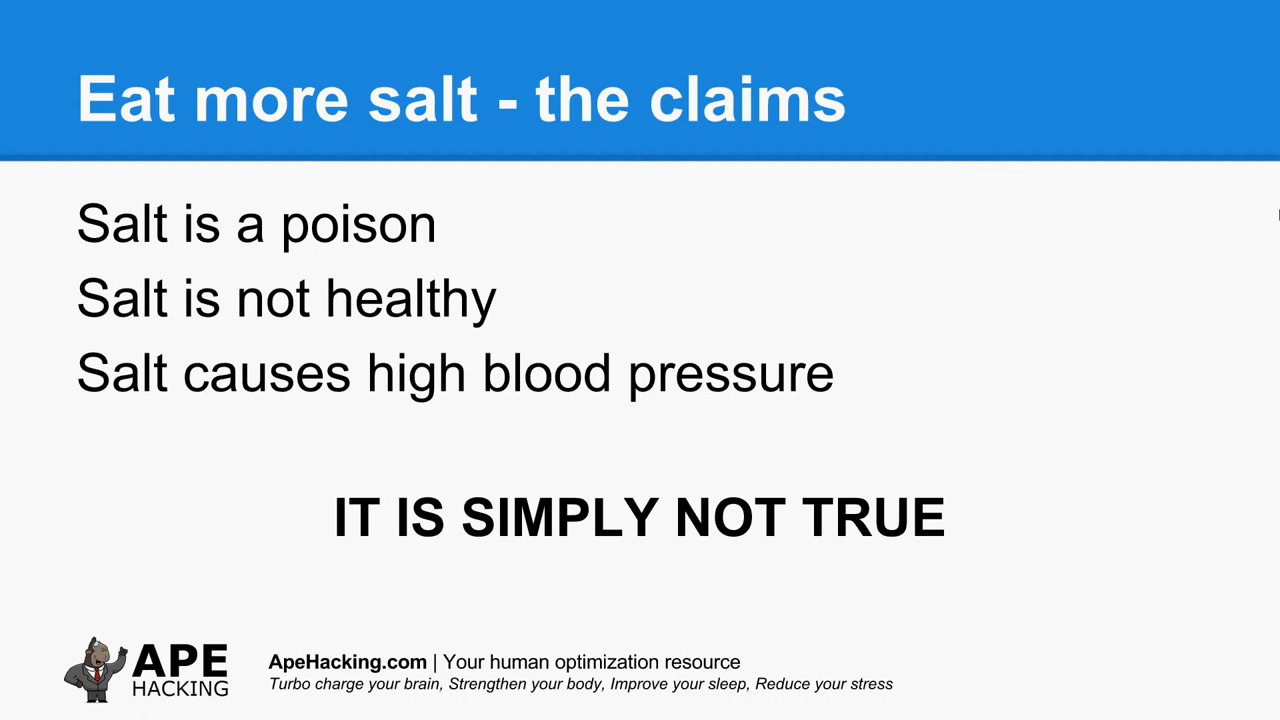 Eat more salt - the claims
Salt is a poison
Salt is not healthy
Salt causes high blood pressure
IT IS SIMPLY NOT TRUE
APE
HACKING
ApeHacking.com | Your human optimization resource
Turbo charge your brain, Strengthen your body, Improve your sleep, Reduce your stress